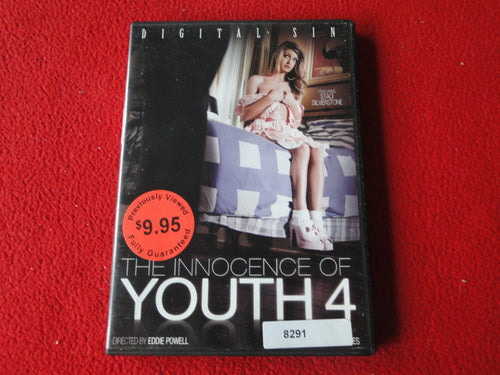 DIGITAL SIN
FEATURING
STACI
SILVERSTONE
Previously Viewed
$9.95
Fully Guaranteed
THE INNOCENCE OF
YOUTH 4
8291
DIRECTED BY EDDIE POWELL